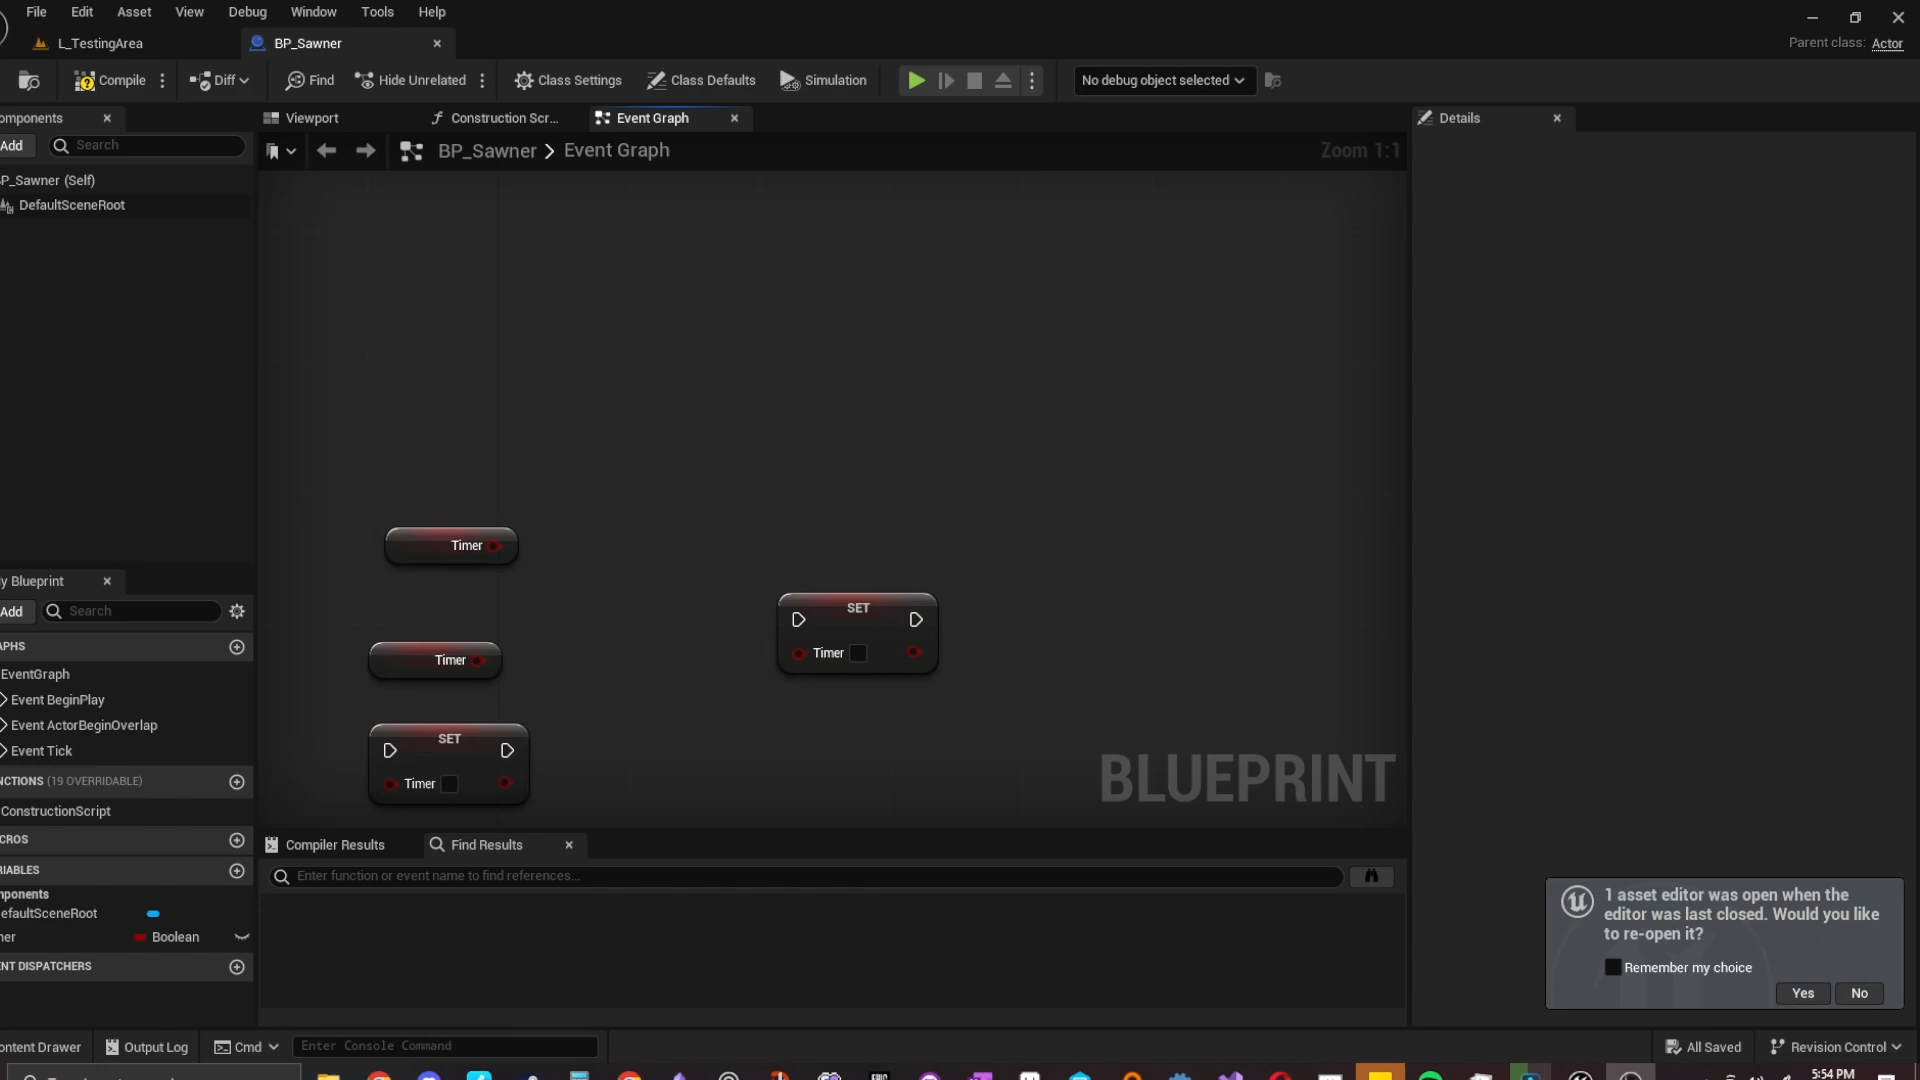 File Edit Asset View Debug Window Tools Help
L_TestingArea BP_Sawner
Parent class: Actor
Compile Diff Find Hide Unrelated Class Settings Class Defaults Simulation No debug object selected
omponents Viewport Construction Scr... Event Graph Details
Add Search
BP_Sawner > Event Graph Zoom 1:1
BP_Sawner (Self)
DefaultSceneRoot
Timer
y Blueprint
Add Search
SET
Timer
APHS
Timer
EventGraph
Event BeginPlay
Event ActorBeginOverlap
SET
Event Tick
Timer
NCTIONS (19 OVERRIDABLE)
BLUEPRINT
ConstructionScript
CROS
Compiler Results Find Results
RIABLES
Enter function or event name to find references...
mponents
efaultSceneRoot
mer Boolean
NT DISPATCHERS
1 asset editor was open when the
editor was last closed. Would you like
to re-open it?
Remember my choice
Yes No
ontent Drawer Output Log Cmd Enter Console Command All Saved Revision Control
5:54 PM